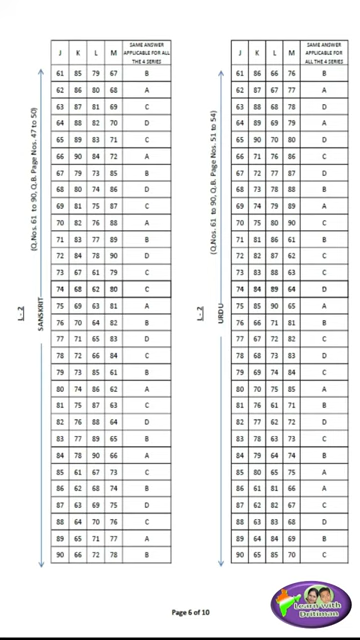 L - 2
SANSKRIT
(Q.Nos. 61 to 90, Q.B. Page Nos. 47 to 50)
J K L M SAME ANSWER APPLICABLE FOR ALL THE 4 SERIES
61 85 79 67 B
62 86 80 68 A
63 87 81 69 C
64 88 82 70 D
65 89 83 71 C
66 90 84 72 A
67 79 73 85 B
68 80 74 86 D
69 81 75 87 C
70 82 76 88 A
71 83 77 89 B
72 84 78 90 D
73 67 61 79 C
74 68 62 80 C
75 69 63 81 A
76 70 64 82 B
77 71 65 83 D
78 72 66 84 C
79 73 85 61 B
80 74 86 62 A
81 75 87 63 C
82 76 88 64 D
83 77 89 65 B
84 78 90 66 A
85 61 67 73 C
86 62 68 74 B
87 63 69 75 D
88 64 70 76 C
89 65 71 77 A
90 66 72 78 B
L - 2
URDU
(Q.Nos. 61 to 90, Q.B. Page Nos. 51 to 54)
J K L M SAME ANSWER APPLICABLE FOR ALL THE 4 SERIES
61 86 66 76 B
62 87 67 77 A
63 88 68 78 D
64 89 69 79 A
65 90 70 80 D
66 71 76 86 C
67 72 77 87 D
68 73 78 88 B
69 74 79 89 A
70 75 80 90 C
71 81 86 61 B
72 82 87 62 C
73 83 88 63 C
74 84 89 64 D
75 85 90 65 A
76 66 71 81 B
77 67 72 82 C
78 68 73 83 D
79 69 74 84 C
80 70 75 85 A
81 76 61 71 B
82 77 62 72 D
83 78 63 73 C
84 79 64 74 B
85 80 65 75 A
86 61 81 66 A
87 62 82 67 C
88 63 83 68 D
89 64 84 69 B
90 65 85 70 C
Page 6 of 10
Learn with
Dritiman